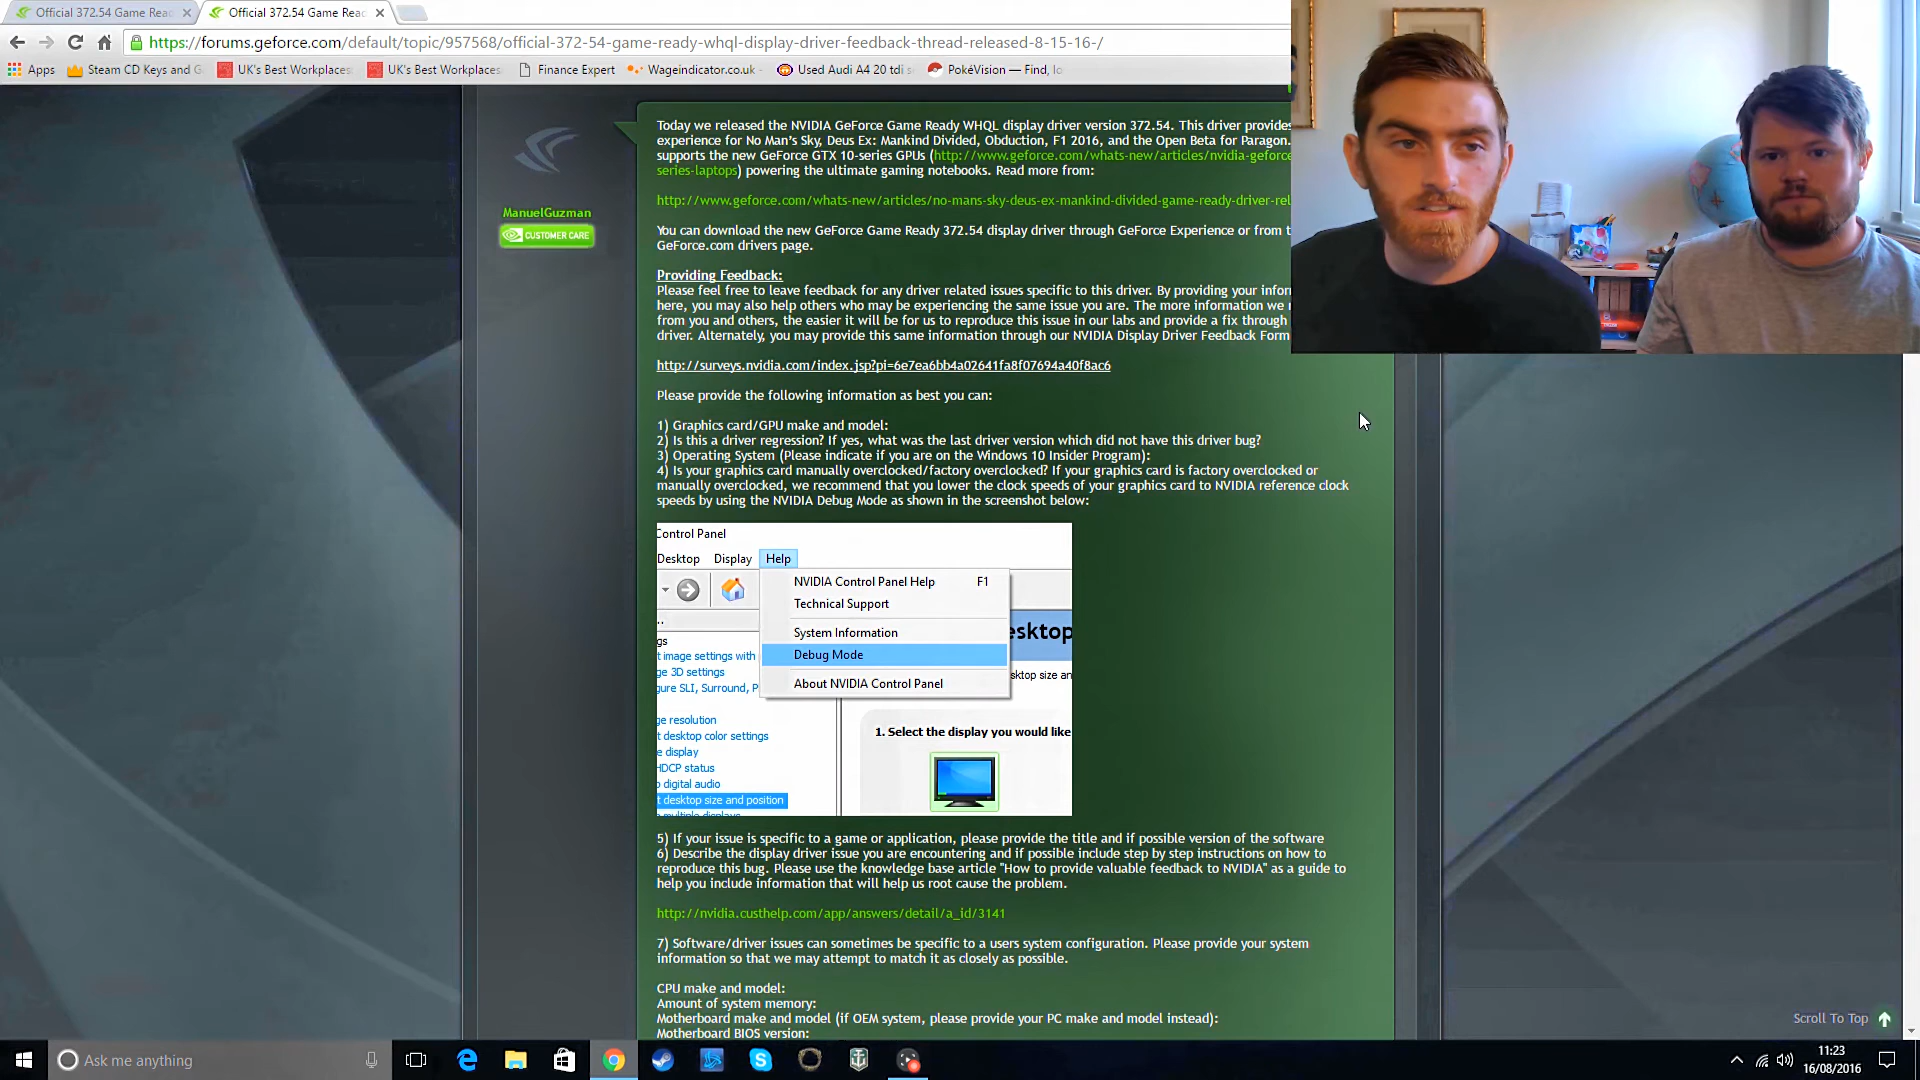 Official 372.54 Game Read
Official 372.54 Game Read
https://forums.geforce.com/default/topic/957568/official-372-54-game-ready-whql-display-driver-feedback-thread-released-8-15-16-/
Apps
Steam CD Keys and G
UK's Best Workplaces
UK's Best Workplaces
Finance Expert
Wageindicator.co.uk -
Used Audi A4 20 tdi s
PokéVision — Find, lo
ManuelGuzman
CUSTOMER CARE
Today we released the NVIDIA GeForce Game Ready WHQL display driver version 372.54. This driver provides
experience for No Man's Sky, Deus Ex: Mankind Divided, Obduction, F1 2016, and the Open Beta for Paragon.
supports the new GeForce GTX 10-series GPUs (http://www.geforce.com/whats-new/articles/nvidia-geforce
series-laptops) powering the ultimate gaming notebooks. Read more from:
http://www.geforce.com/whats-new/articles/no-mans-sky-deus-ex-mankind-divided-game-ready-driver-rel
You can download the new GeForce Game Ready 372.54 display driver through GeForce Experience or from t
GeForce.com drivers page.
Providing Feedback:
Please feel free to leave feedback for any driver related issues specific to this driver. By providing your infor
here, you may also help others who may be experiencing the same issue you are. The more information we
from you and others, the easier it will be for us to reproduce this issue in our labs and provide a fix through
driver. Alternately, you may provide this same information through our NVIDIA Display Driver Feedback Form
http://surveys.nvidia.com/index.jsp?pi=6e7ea6bb4a02641fa8f07694a40f8ac6
Please provide the following information as best you can:
1) Graphics card/GPU make and model:
2) Is this a driver regression? If yes, what was the last driver version which did not have this driver bug?
3) Operating System (Please indicate if you are on the Windows 10 Insider Program):
4) Is your graphics card manually overclocked/factory overclocked? If your graphics card is factory overclocked or
manually overclocked, we recommend that you lower the clock speeds of your graphics card to NVIDIA reference clock
speeds by using the NVIDIA Debug Mode as shown in the screenshot below:
Control Panel
Desktop Display Help
NVIDIA Control Panel Help F1
Technical Support
System Information
Debug Mode
About NVIDIA Control Panel
esktop
sktop size an
gs
t image settings with
ge 3D settings
gure SLI, Surround, P
ge resolution
t desktop color settings
e display
HDCP status
p digital audio
t desktop size and position
1. Select the display you would like
5) If your issue is specific to a game or application, please provide the title and if possible version of the software
6) Describe the display driver issue you are encountering and if possible include step by step instructions on how to
reproduce this bug. Please use the knowledge base article "How to provide valuable feedback to NVIDIA" as a guide to
help you include information that will help us root cause the problem.
http://nvidia.custhelp.com/app/answers/detail/a_id/3141
7) Software/driver issues can sometimes be specific to a users system configuration. Please provide your system
information so that we may attempt to match it as closely as possible.
CPU make and model:
Amount of system memory:
Motherboard make and model (if OEM system, please provide your PC make and model instead):
Motherboard BIOS version:
Scroll To Top
Ask me anything
11:23
16/08/2016